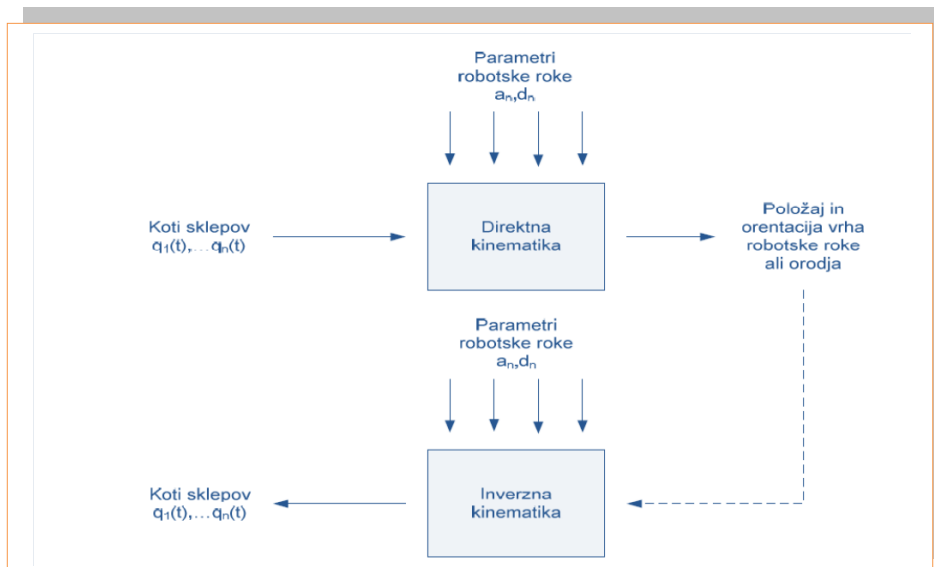 Parametri
robotske roke
aₙ,dₙ
Koti sklepov
q₁(t),...qₙ(t)
Direktna
kinematika
Položaj in
orentacija vrha
robotske roke
ali orodja
Parametri
robotske roke
aₙ,dₙ
Koti sklepov
q₁(t),...qₙ(t)
Inverzna
kinematika